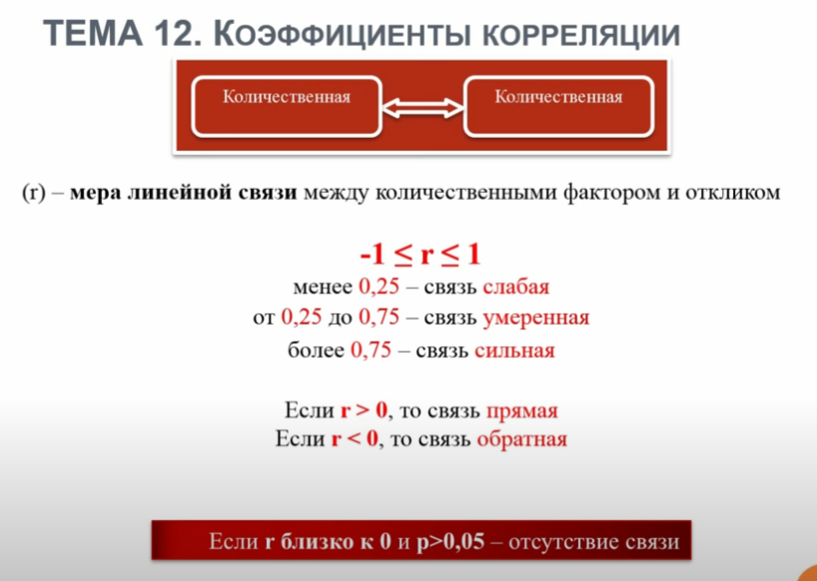 ТЕМА 12. Коэффициенты корреляции
Количественная
Количественная
(r) – мера линейной связи между количественными фактором и откликом
-1 ≤ r ≤ 1
менее 0,25 – связь слабая
от 0,25 до 0,75 – связь умеренная
более 0,75 – связь сильная
Если r > 0, то связь прямая
Если r < 0, то связь обратная
Если r близко к 0 и p>0,05 – отсутствие связи